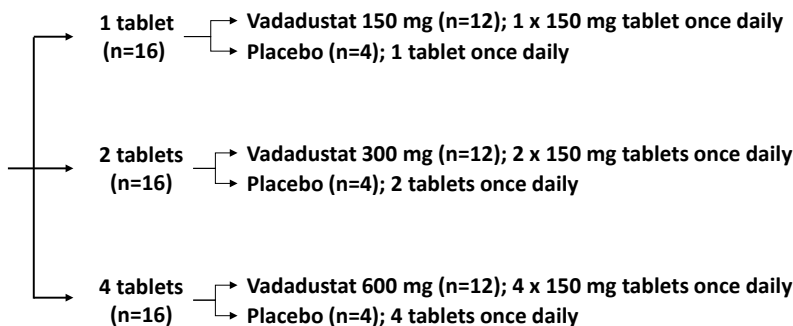 1 tablet
(n=16)
Vadadustat 150 mg (n=12); 1 x 150 mg tablet once daily
Placebo (n=4); 1 tablet once daily
2 tablets
(n=16)
Vadadustat 300 mg (n=12); 2 x 150 mg tablets once daily
Placebo (n=4); 2 tablets once daily
4 tablets
(n=16)
Vadadustat 600 mg (n=12); 4 x 150 mg tablets once daily
Placebo (n=4); 4 tablets once daily